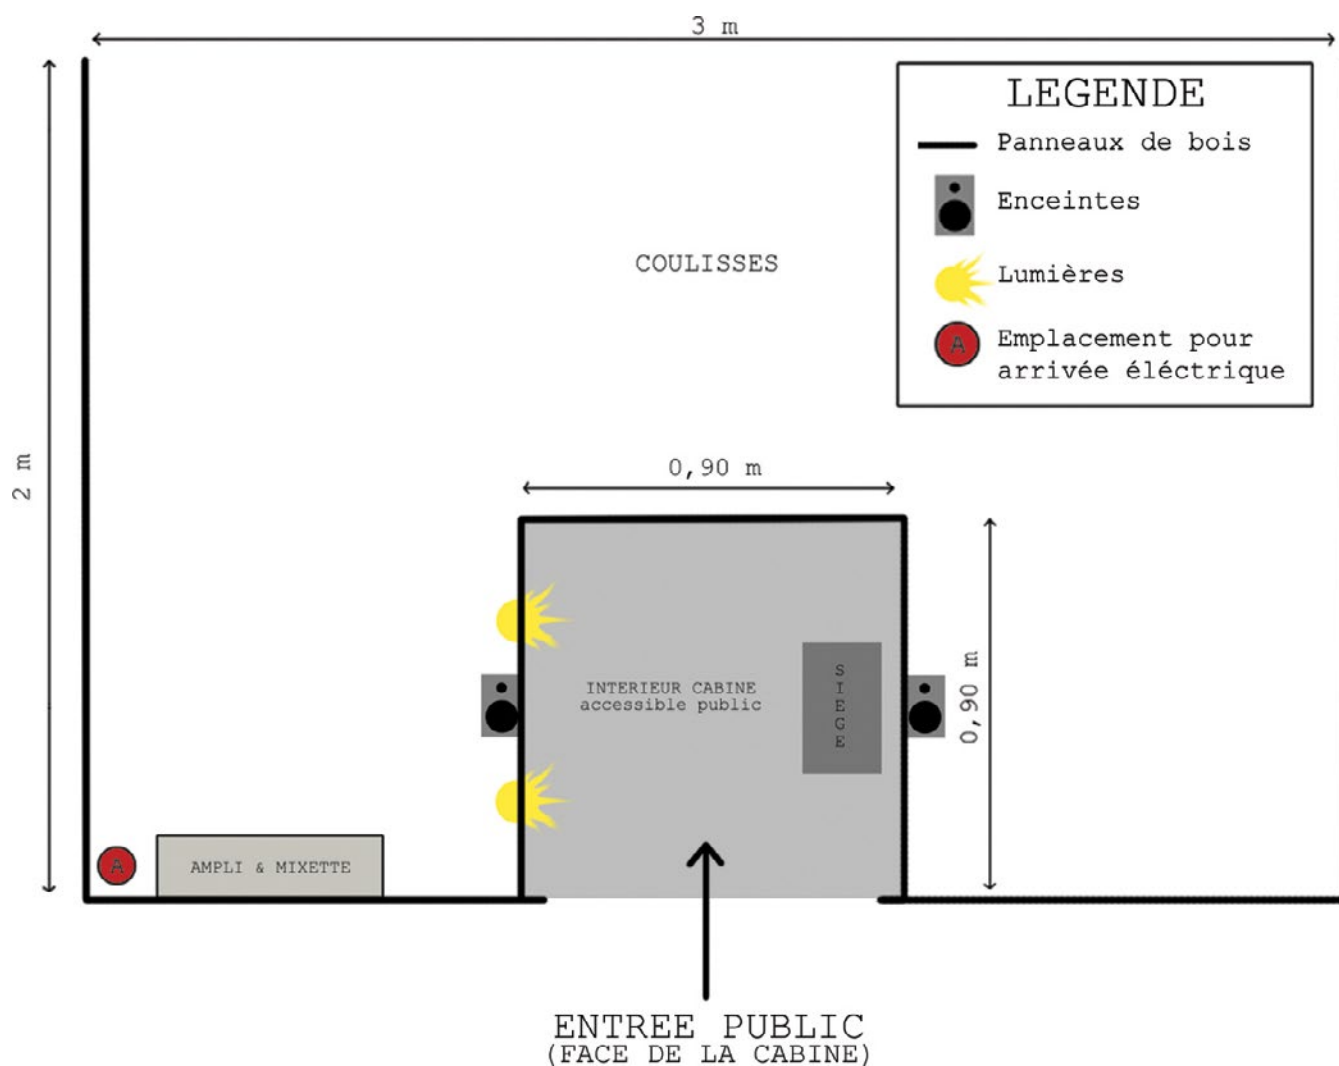 3 m
LEGENDE
Panneaux de bois
Enceintes
Lumières
A
Emplacement pour
arrivée éléctrique
COULISSES
2 m
0,90 m
0,90 m
INTERIEUR CABINE
accessible public
SIEGE
A
AMPLI & MIXETTE
ENTREE PUBLIC
(FACE DE LA CABINE)